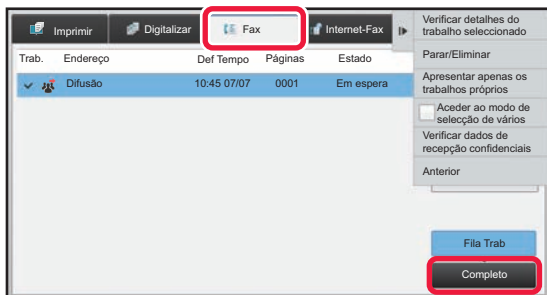 Imprimir Digitalizar Fax Internet-Fax
Trab. Endereço Def Tempo Páginas Estado
Difusão 10:45 07/07 0001 Em espera
Verificar detalhes do
trabalho seleccionado
Parar/Eliminar
Apresentar apenas os
trabalhos próprios
Aceder ao modo de
selecção de vários
Verificar dados de
recepção confidenciais
Anterior
Fila Trab
Completo